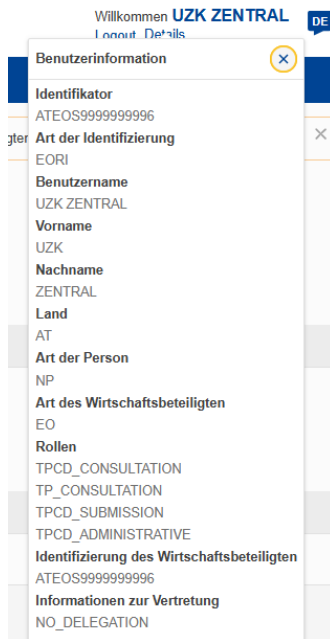 Willkommen UZK ZENTRAL
DE
Logout Details
Benutzerinformation
Identifikator
ATEOS9999999996
Art der Identifizierung
EORI
Benutzername
UZK ZENTRAL
Vorname
UZK
Nachname
ZENTRAL
Land
AT
Art der Person
NP
Art des Wirtschaftsbeteiligten
EO
Rollen
TPCD_CONSULTATION
TP_CONSULTATION
TPCD_SUBMISSION
TPCD_ADMINISTRATIVE
Identifizierung des Wirtschaftsbeteiligten
ATEOS9999999996
Informationen zur Vertretung
NO_DELEGATION